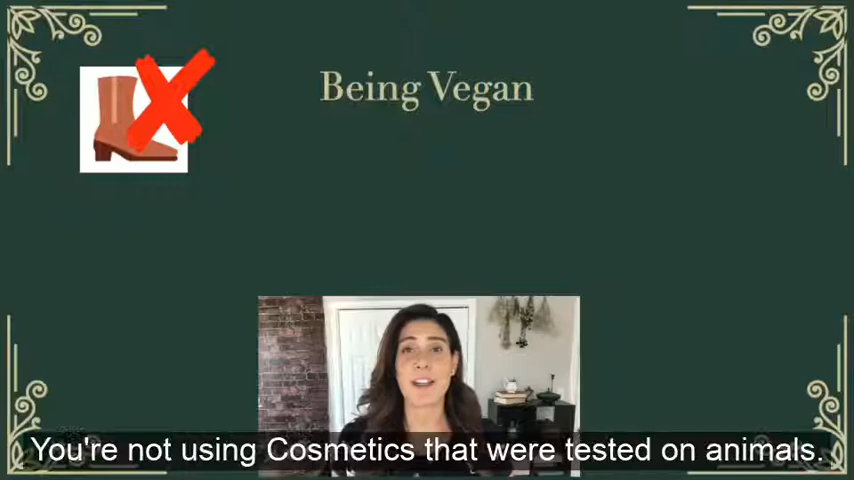 Being Vegan
You're not using Cosmetics that were tested on animals.